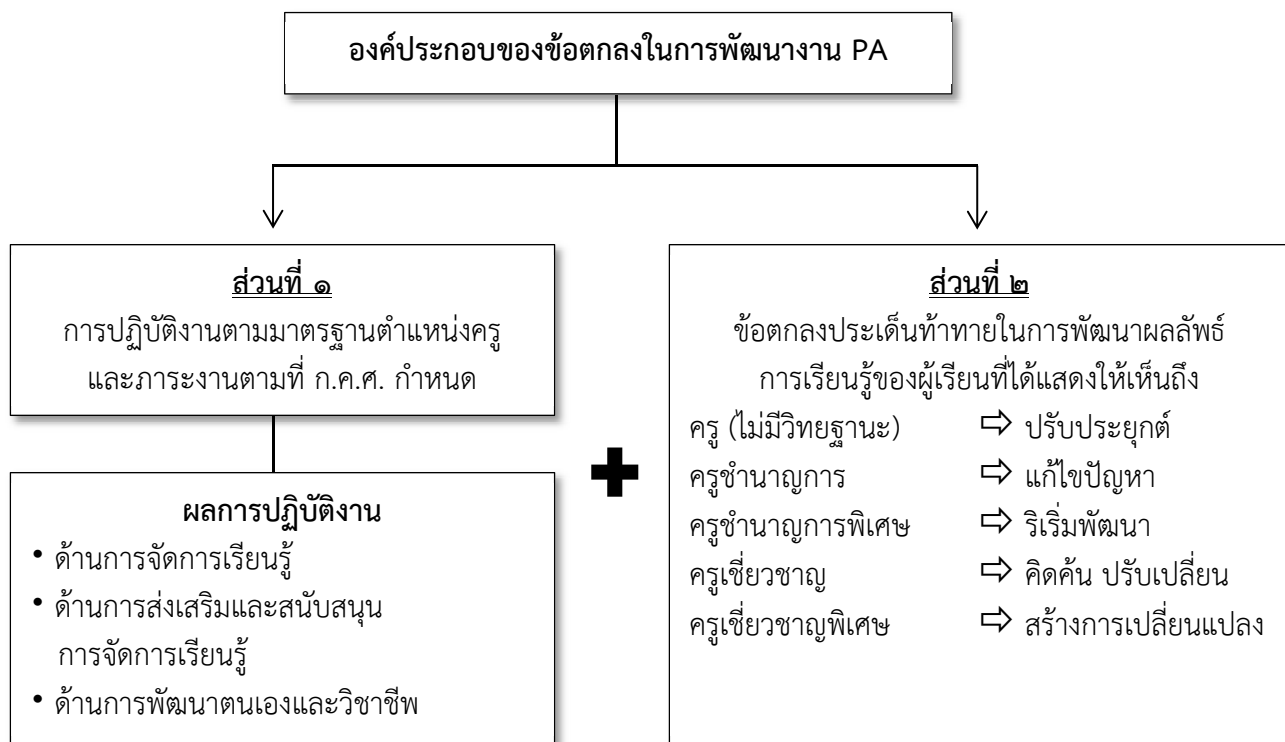 องค์ประกอบของข้อตกลงในการพัฒนางาน PA
ส่วนที่ ๑
การปฏิบัติงานตามมาตรฐานตำแหน่งครู
และภาระงานตามที่ ก.ค.ศ. กำหนด
ผลการปฏิบัติงาน
• ด้านการจัดการเรียนรู้
• ด้านการส่งเสริมและสนับสนุน
การจัดการเรียนรู้
• ด้านการพัฒนาตนเองและวิชาชีพ
ส่วนที่ ๒
ข้อตกลงประเด็นท้าทายในการพัฒนาผลลัพธ์
การเรียนรู้ของผู้เรียนที่ได้แสดงให้เห็นถึง
ครู (ไม่มีวิทยฐานะ) ⇨ ปรับประยุกต์
ครูชำนาญการ ⇨ แก้ไขปัญหา
ครูชำนาญการพิเศษ ⇨ ริเริ่มพัฒนา
ครูเชี่ยวชาญ ⇨ คิดค้น ปรับเปลี่ยน
ครูเชี่ยวชาญพิเศษ ⇨ สร้างการเปลี่ยนแปลง